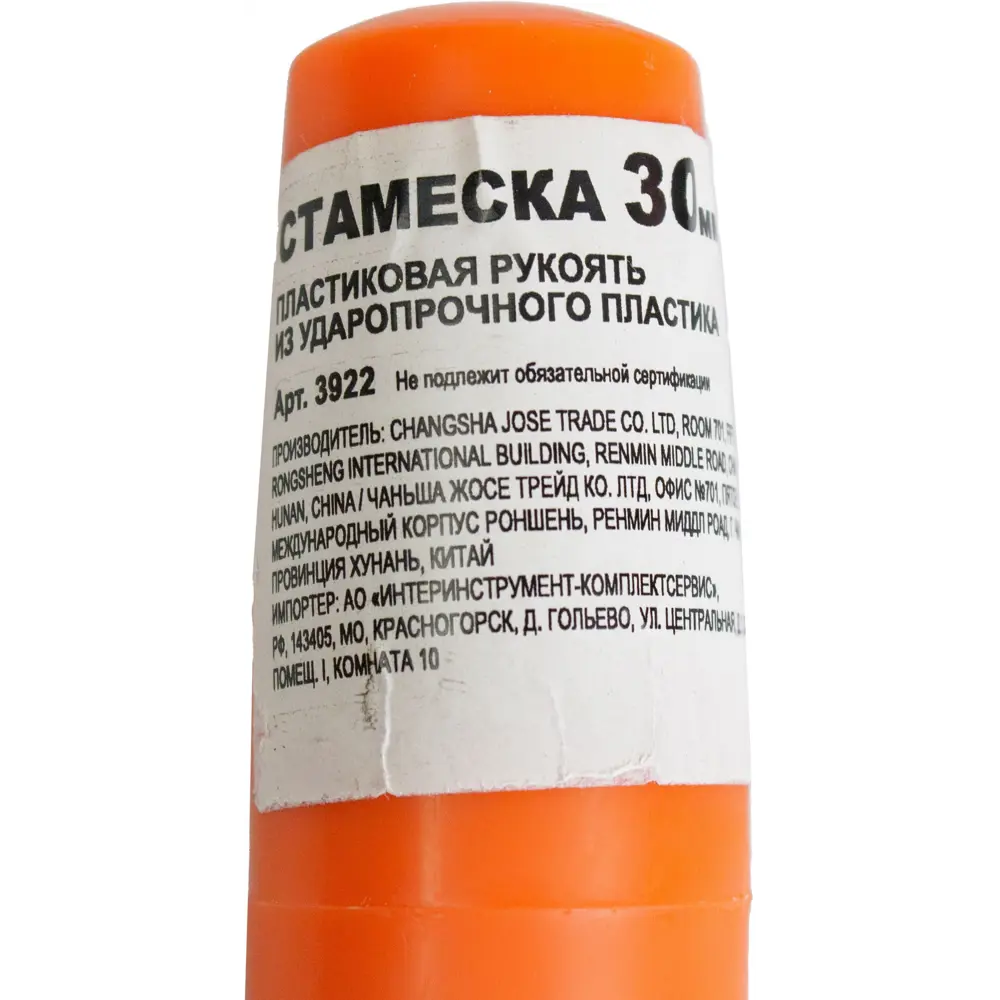 СТАМЕСКА 30мм
ПЛАСТИКОВАЯ РУКОЯТЬ
ИЗ УДАРОПРОЧНОГО ПЛАСТИКА
Арт. 3922 Не подлежит обязательной сертификации
ПРОИЗВОДИТЕЛЬ: CHANGSHA JOSE TRADE CO. LTD, ROOM 701,
RONGSHENG INTERNATIONAL BUILDING, RENMIN MIDDLE ROAD,
HUNAN, CHINA / ЧАНЬША ЖОСЕ ТРЕЙД КО. ЛТД, ОФИС №701,
МЕЖДУНАРОДНЫЙ КОРПУС РОНШЕНЬ, РЕНМИН МИДДЛ РОАД,
ПРОВИНЦИЯ ХУНАНЬ, КИТАЙ
ИМПОРТЕР: АО «ИНТЕРИНСТРУМЕНТ-КОМПЛЕКТСЕРВИС»,
РФ, 143405, МО, КРАСНОГОРСК, Д. ГОЛЬЕВО, УЛ. ЦЕНТРАЛЬНАЯ,
ПОМЕЩ. I, КОМНАТА 10